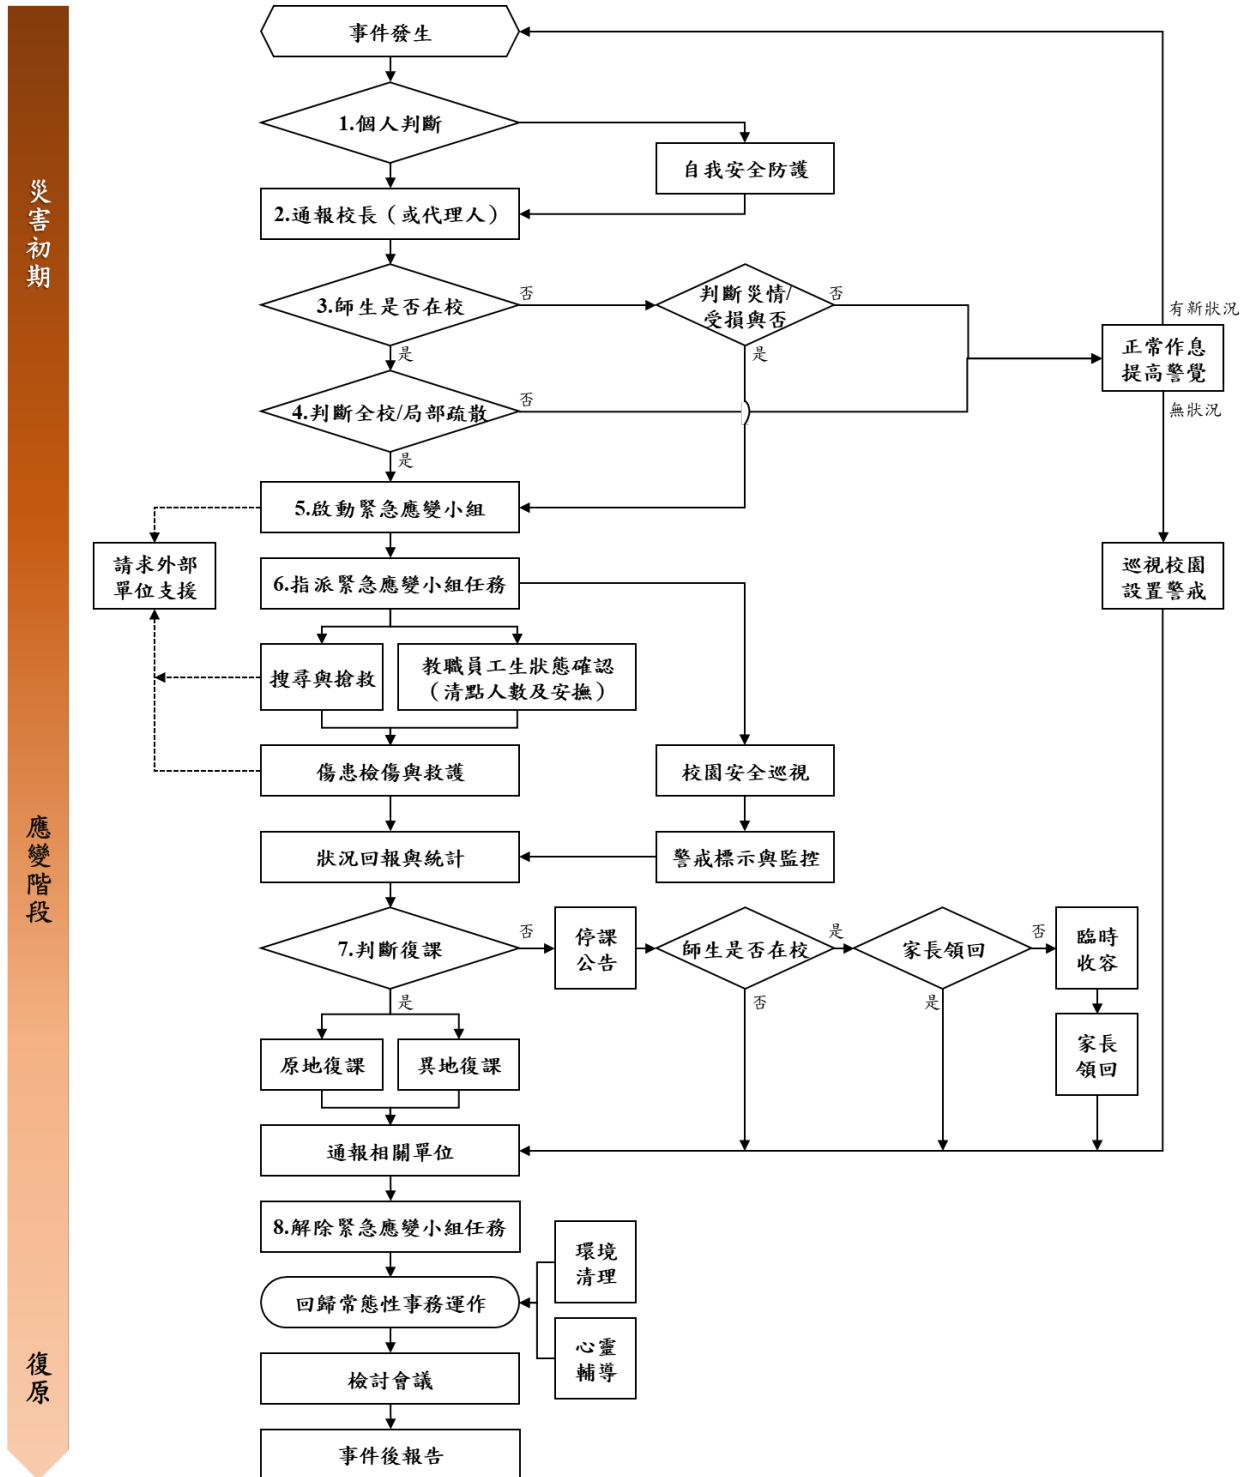 災害初期
應變階段
復原
事件發生
1.個人判斷
自我安全防護
2.通報校長（或代理人）
3.師生是否在校
否
判斷災情/
受損與否
否
有新狀況
正常作息
提高警覺
是
是
4.判斷全校/局部疏散
否
無狀況
是
5.啟動緊急應變小組
請求外部
單位支援
巡視校園
設置警戒
6.指派緊急應變小組任務
搜尋與搶救
教職員工生狀態確認
（清點人數及安撫）
傷患檢傷與救護
校園安全巡視
狀況回報與統計
警戒標示與監控
7.判斷復課
否
停課
公告
師生是否在校
是
家長領回
否
臨時
收容
是
否
是
原地復課
異地復課
家長
領回
通報相關單位
8.解除緊急應變小組任務
環境
清理
回歸常態性事務運作
心靈
輔導
檢討會議
事件後報告